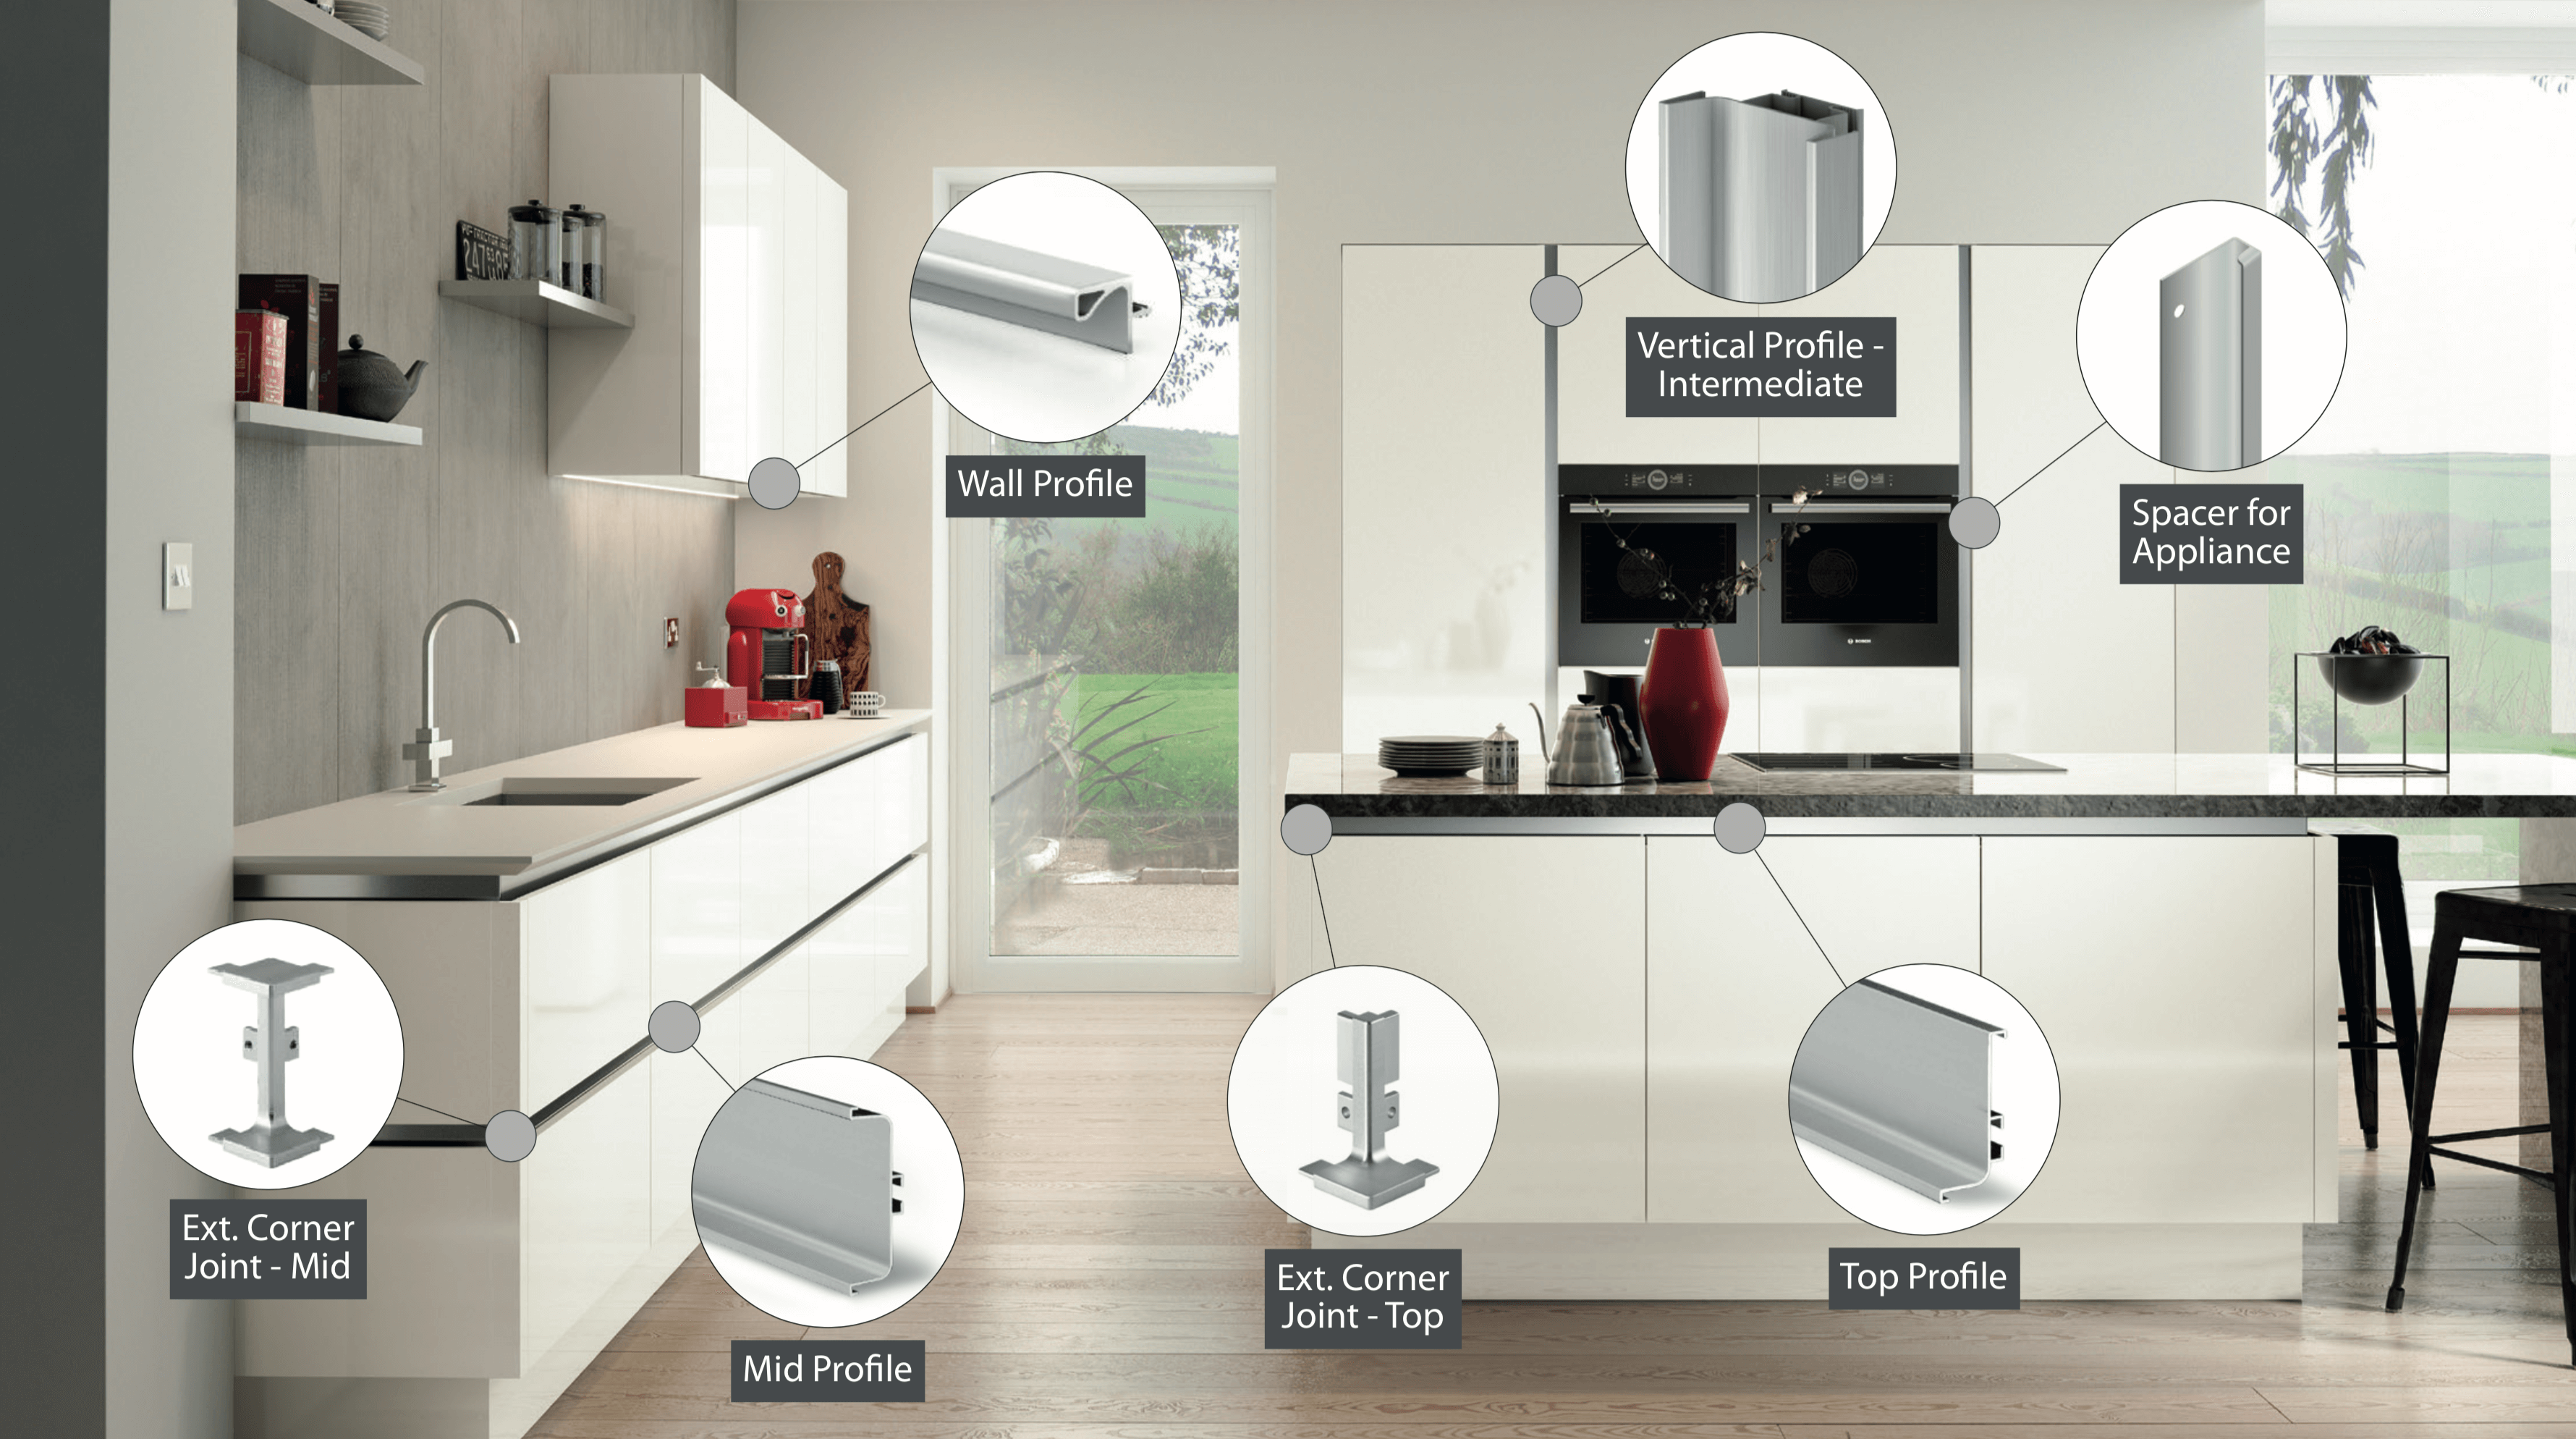 Wall Profile
Vertical Profile -
Intermediate
Spacer for
Appliance
Ext. Corner
Joint - Mid
Mid Profile
Ext. Corner
Joint - Top
Top Profile
BOSCH